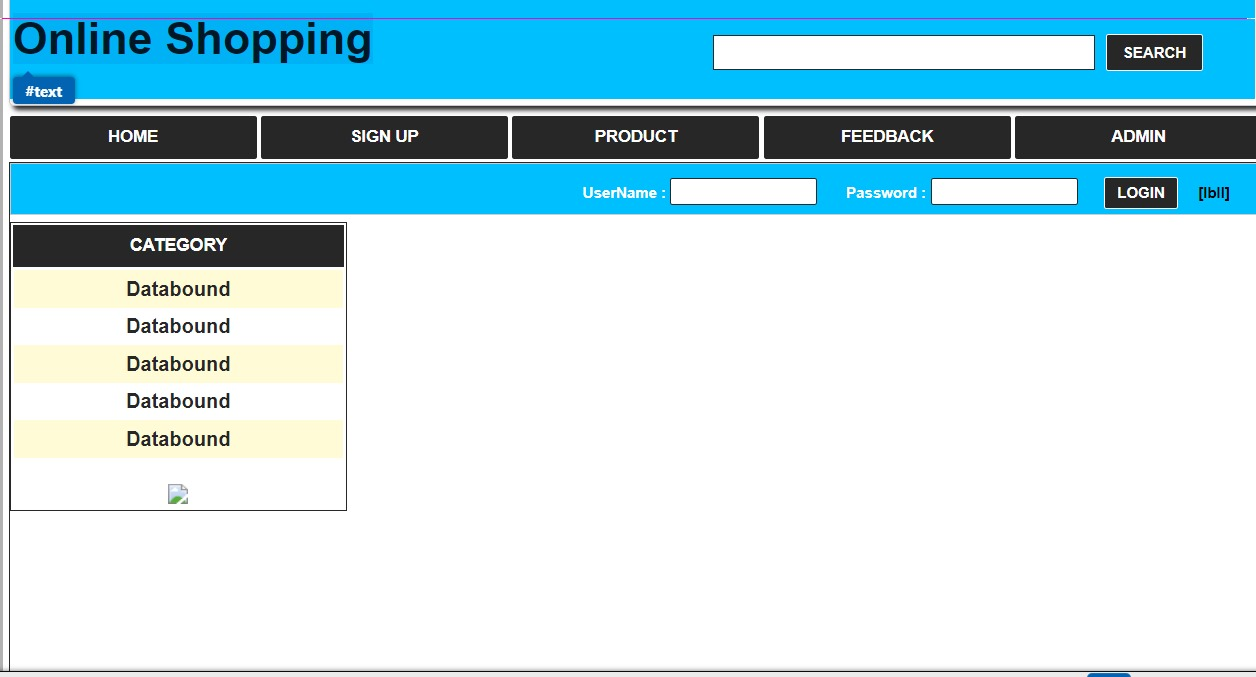 Online Shopping
SEARCH
#text
HOME SIGN UP PRODUCT FEEDBACK ADMIN
UserName : Password : LOGIN [lbll]
CATEGORY
Databound
Databound
Databound
Databound
Databound